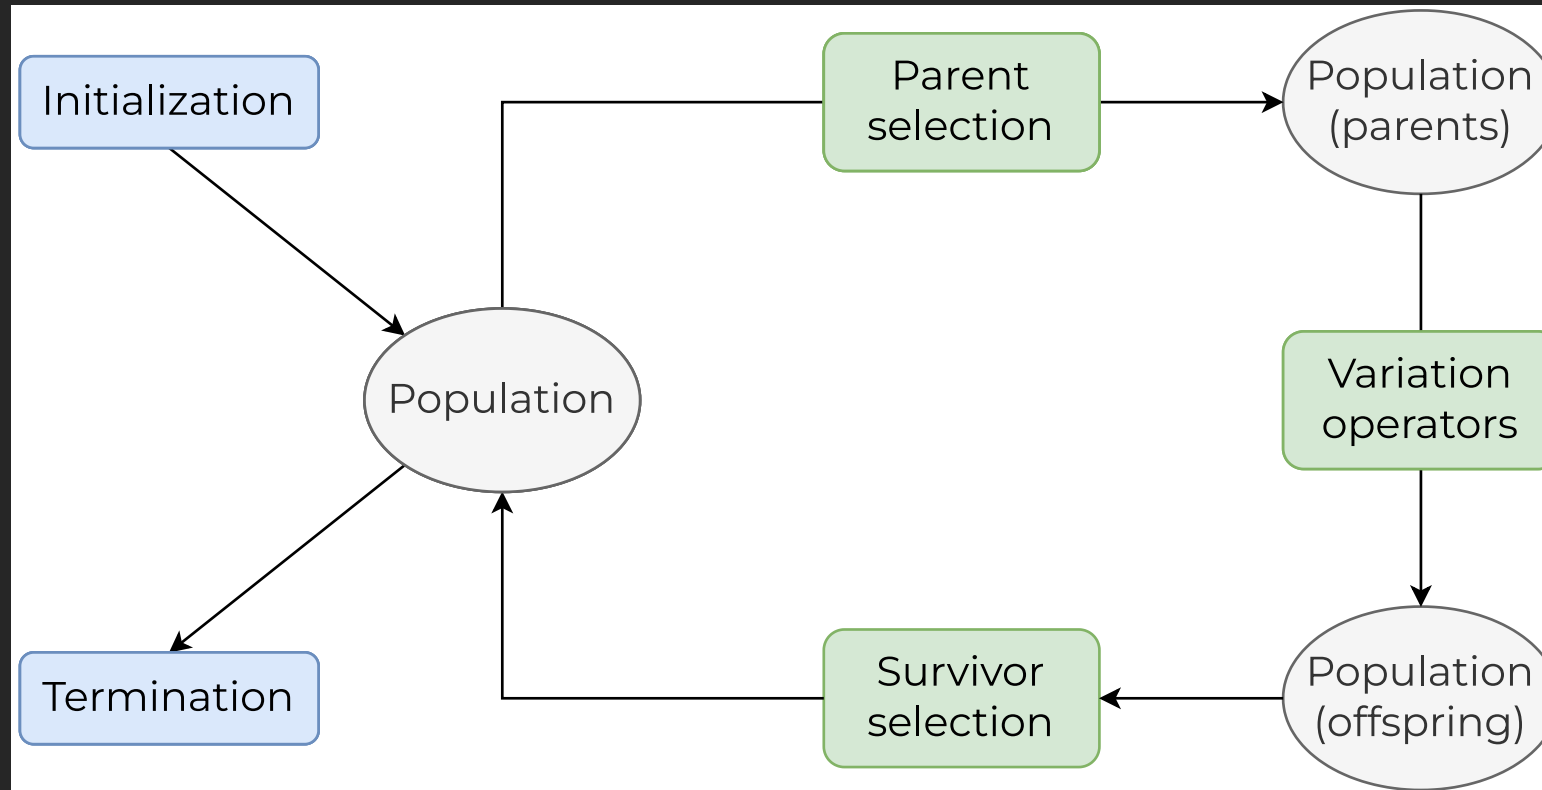 Initialization
Parent
selection
Population
(parents)
Population
Variation
operators
Termination
Survivor
selection
Population
(offspring)